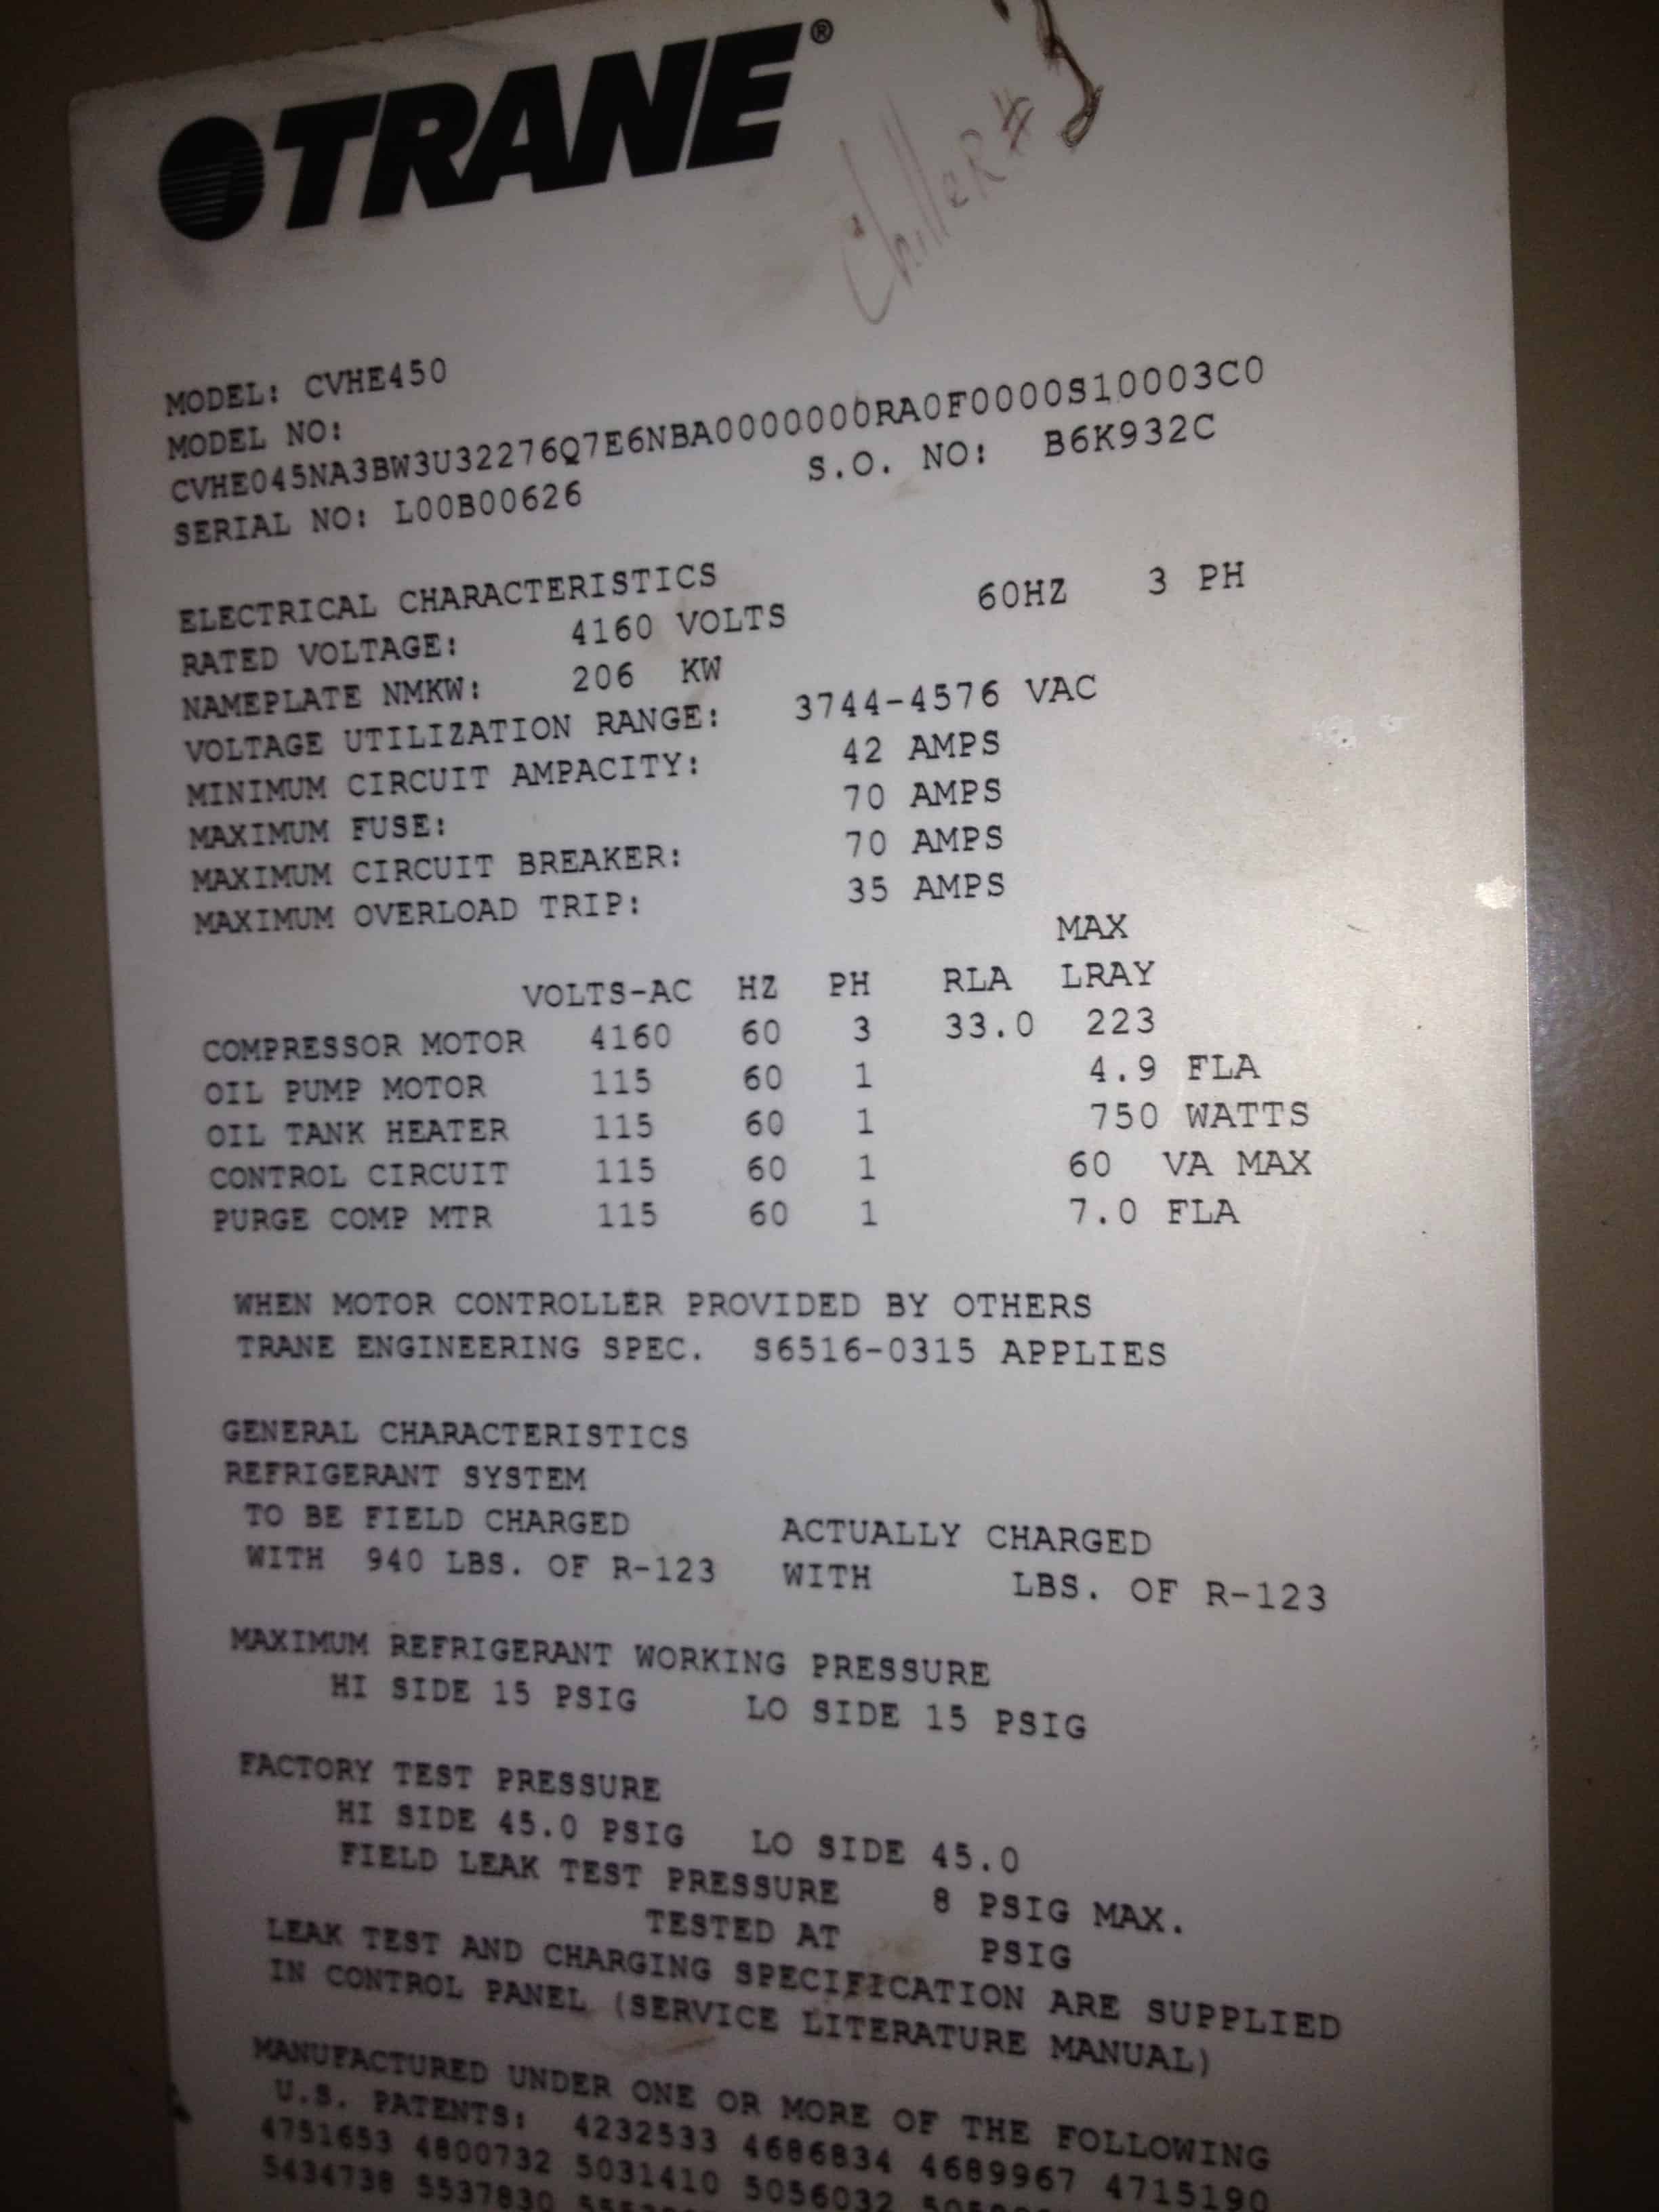 TRANE®
Chiller #
MODEL: CVHE450
MODEL NO:
CVHE045NA3BW3U32276Q7E6NBA0000000RA0F0000S10003C0
SERIAL NO: L00B00626 S.O. NO: B6K932C
ELECTRICAL CHARACTERISTICS
RATED VOLTAGE: 4160 VOLTS 60HZ 3 PH
NAMEPLATE NMKW: 206 KW
VOLTAGE UTILIZATION RANGE: 3744-4576 VAC
MINIMUM CIRCUIT AMPACITY: 42 AMPS
MAXIMUM FUSE: 70 AMPS
MAXIMUM CIRCUIT BREAKER: 70 AMPS
MAXIMUM OVERLOAD TRIP: 35 AMPS
MAX
VOLTS-AC HZ PH RLA LRAY
COMPRESSOR MOTOR 4160 60 3 33.0 223
OIL PUMP MOTOR 115 60 1 4.9 FLA
OIL TANK HEATER 115 60 1 750 WATTS
CONTROL CIRCUIT 115 60 1 60 VA MAX
PURGE COMP MTR 115 60 1 7.0 FLA
WHEN MOTOR CONTROLLER PROVIDED BY OTHERS
TRANE ENGINEERING SPEC. S6516-0315 APPLIES
GENERAL CHARACTERISTICS
REFRIGERANT SYSTEM
TO BE FIELD CHARGED ACTUALLY CHARGED
WITH 940 LBS. OF R-123 WITH LBS. OF R-123
MAXIMUM REFRIGERANT WORKING PRESSURE
HI SIDE 15 PSIG LO SIDE 15 PSIG
FACTORY TEST PRESSURE
HI SIDE 45.0 PSIG LO SIDE 45.0
FIELD LEAK TEST PRESSURE 8 PSIG MAX.
TESTED AT PSIG
LEAK TEST AND CHARGING SPECIFICATION ARE SUPPLIED
IN CONTROL PANEL (SERVICE LITERATURE MANUAL)
MANUFACTURED UNDER ONE OR MORE OF THE FOLLOWING
U.S. PATENTS: 4232533 4686834 4689967 4715190
4751653 4800732 5031410 5056032
5434738 5537830